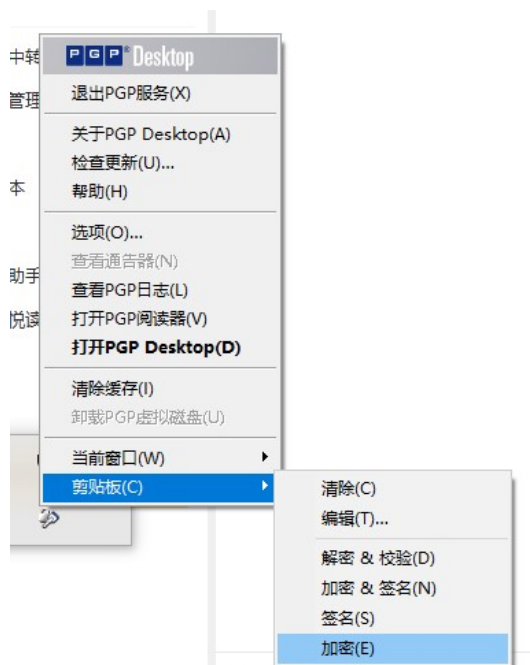 中转
管理
本
助手
悦读
PGP® Desktop
退出PGP服务(X)
关于PGP Desktop(A)
检查更新(U)...
帮助(H)
选项(O)...
查看通告器(N)
查看PGP日志(L)
打开PGP阅读器(V)
打开PGP Desktop(D)
清除缓存(I)
卸载PGP虚拟磁盘(U)
当前窗口(W)
剪贴板(C)
清除(C)
编辑(T)...
解密 & 校验(D)
加密 & 签名(N)
签名(S)
加密(E)